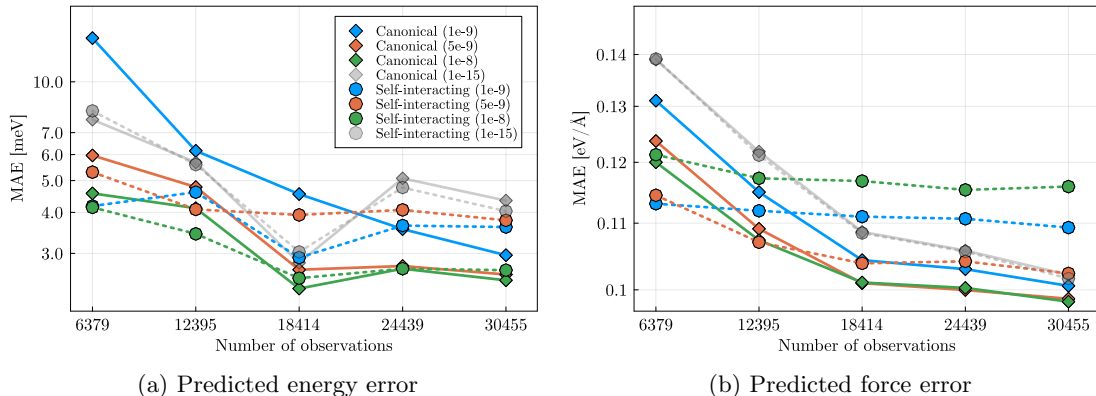 MAE [meV]
10.0
7.0
6.0
5.0
4.0
3.0
Canonical (1e-9)
Canonical (5e-9)
Canonical (1e-8)
Canonical (1e-15)
Self-interacting (1e-9)
Self-interacting (5e-9)
Self-interacting (1e-8)
Self-interacting (1e-15)
6379 12395 18414 24439 30455
Number of observations
(a) Predicted energy error
MAE [eV/Å]
0.14
0.13
0.12
0.11
0.1
6379 12395 18414 24439 30455
Number of observations
(b) Predicted force error